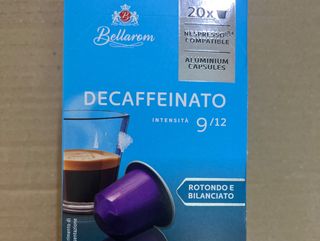 20x
Bellarom
NESPRESSO®*
COMPATIBLE
ALUMINIUM
CAPSULES
DECAFFEINATO
INTENSITÀ 9/12
ROTONDO E
BILANCIATO